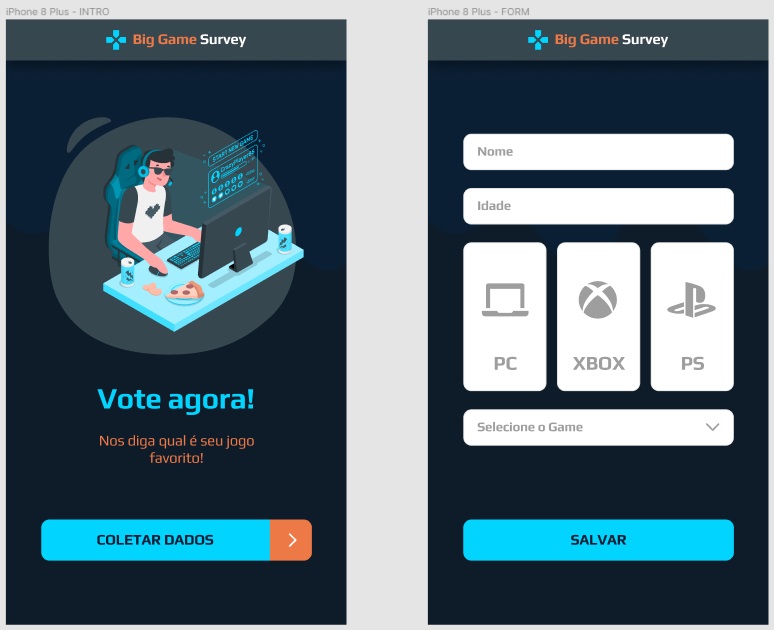 iPhone 8 Plus - INTRO
Big Game Survey
START NEW GAME
CrazyPlayer86
Vote agora!
Nos diga qual é seu jogo
favorito!
COLETAR DADOS
iPhone 8 Plus - FORM
Big Game Survey
Nome
Idade
PC
XBOX
PS
Selecione o Game
SALVAR